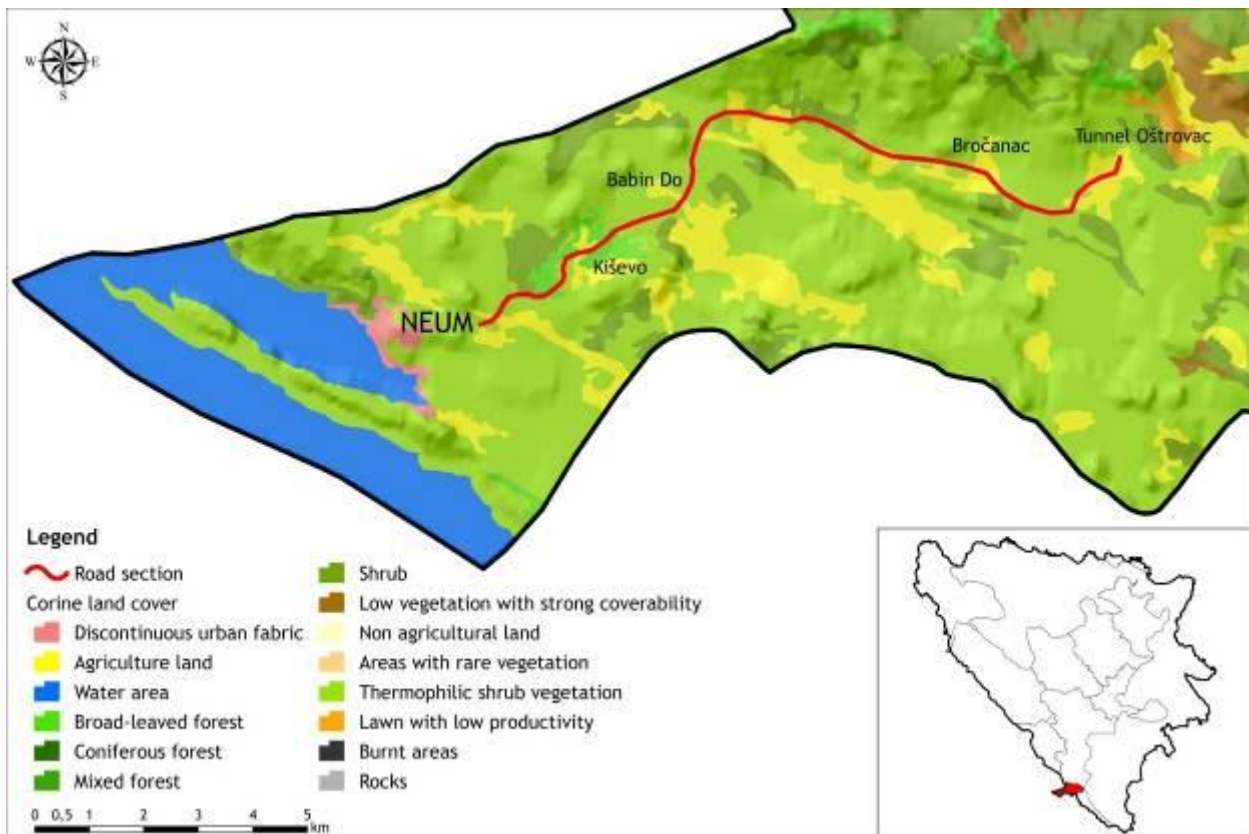 N
W E
S
Tunnel Oštrovac
Bročanac
Babin Do
Kiševo
NEUM
Legend
Road section
Corine land cover
Discontinuous urban fabric
Agriculture land
Water area
Broad-leaved forest
Coniferous forest
Mixed forest
Shrub
Low vegetation with strong coverability
Non agricultural land
Areas with rare vegetation
Thermophilic shrub vegetation
Lawn with low productivity
Burnt areas
Rocks
0 0,5 1 2 3 4 5
km